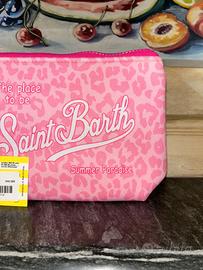 the place
to be
Saint Barth
Summer Paradise